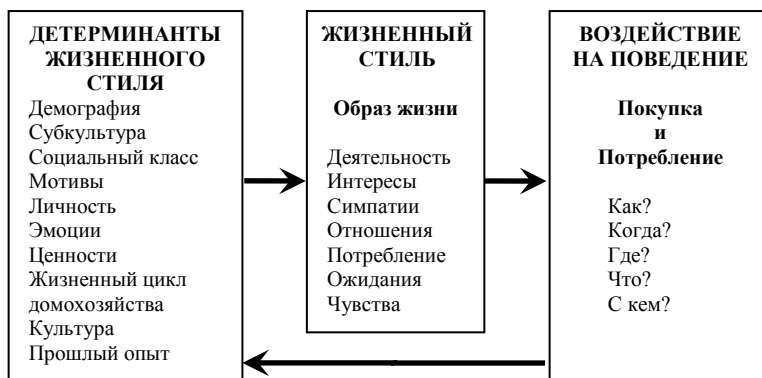 ДЕТЕРМИНАНТЫ
ЖИЗНЕННОГО
СТИЛЯ
Демография
Субкультура
Социальный класс
Мотивы
Личность
Эмоции
Ценности
Жизненный цикл
домохозяйства
Культура
Прошлый опыт
ЖИЗНЕННЫЙ
СТИЛЬ
Образ жизни
Деятельность
Интересы
Симпатии
Отношения
Потребление
Ожидания
Чувства
ВОЗДЕЙСТВИЕ
НА ПОВЕДЕНИЕ
Покупка
и
Потребление
Как?
Когда?
Где?
Что?
С кем?